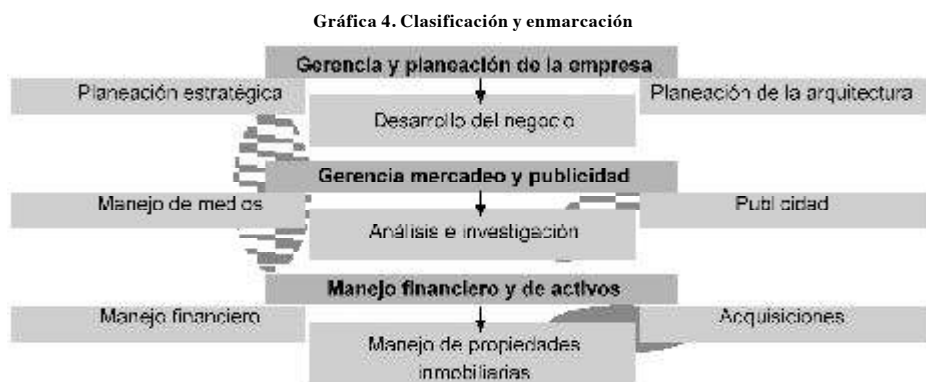 Gráfica 4. Clasificación y enmarcación
Gerencia y planeación de la empresa
Planeación estratégica
Planeación de la arquitectura
Desarrollo del negocio
Gerencia mercadeo y publicidad
Manejo de medios
Publicidad
Análisis e investigación
Manejo financiero y de activos
Manejo financiero
Acquisiciones
Manejo de propiedades
inmobiliarias